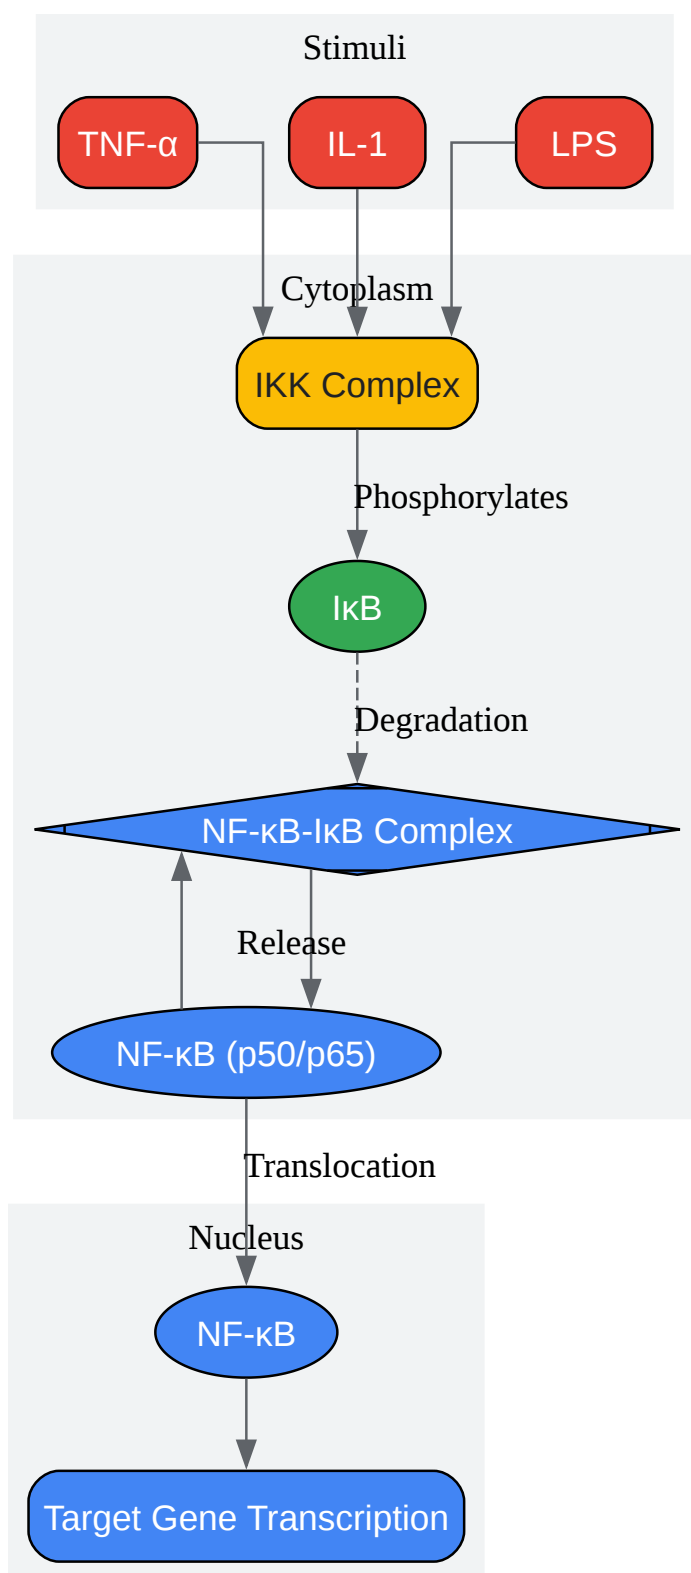 Stimuli
TNF-α
IL-1
LPS
Cytoplasm
IKK Complex
Phosphorylates
IκB
Degradation
NF-κB-IκB Complex
Release
NF-κB (p50/p65)
Translocation
Nucleus
NF-κB
Target Gene Transcription